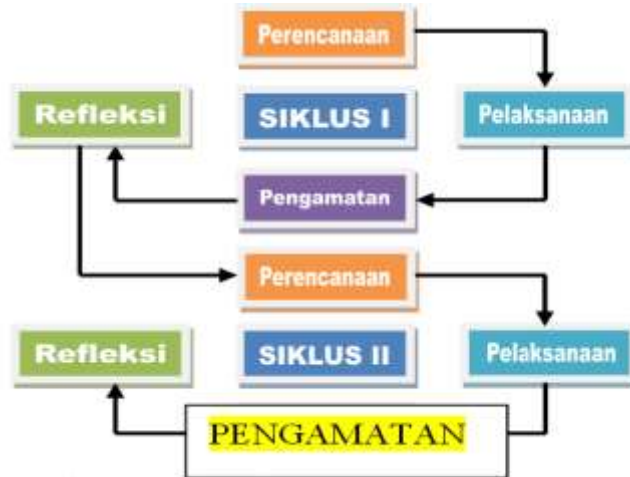 Perencanaan
Refleksi
SIKLUS I
Pelaksanaan
Pengamatan
Perencanaan
Refleksi
SIKLUS II
Pelaksanaan
PENGAMATAN